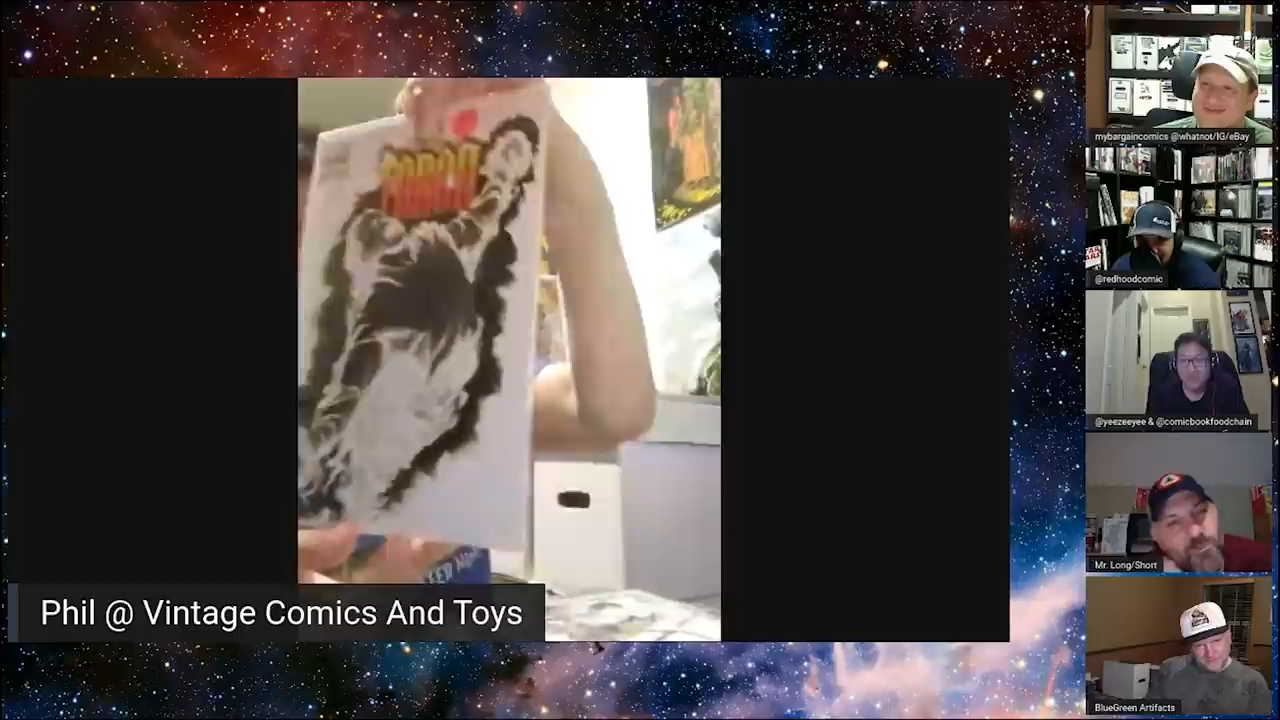 mybargaincomics @whatnot/IG/eBay
@redhoodcomic
@yeezeeyee & @comicbookfoodchain
Mr. Long/Short
Phil @ Vintage Comics And Toys
BlueGreen Artifacts